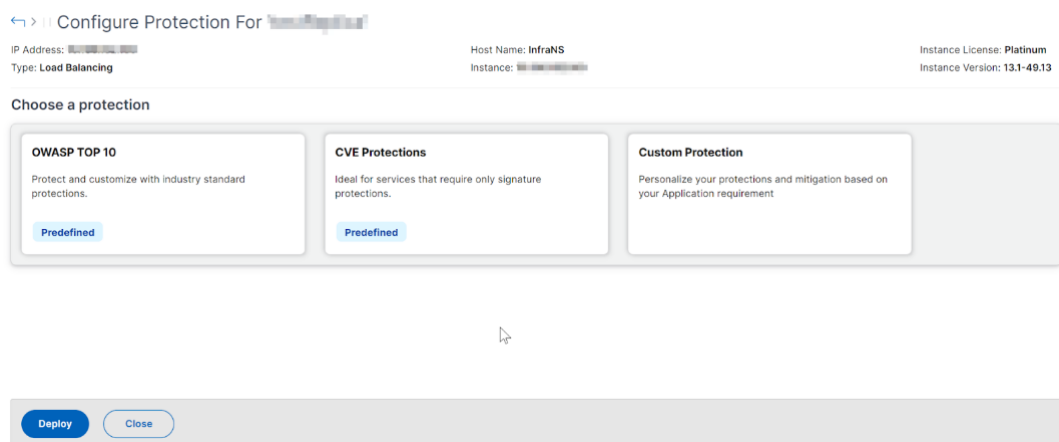 Configure Protection For
IP Address:
Host Name: InfraNS
Instance License: Platinum
Type: Load Balancing
Instance:
Instance Version: 13.1-49.13
Choose a protection
OWASP TOP 10
Protect and customize with industry standard
protections.
Predefined
CVE Protections
Ideal for services that require only signature
protections.
Predefined
Custom Protection
Personalize your protections and mitigation based on
your Application requirement
Deploy
Close